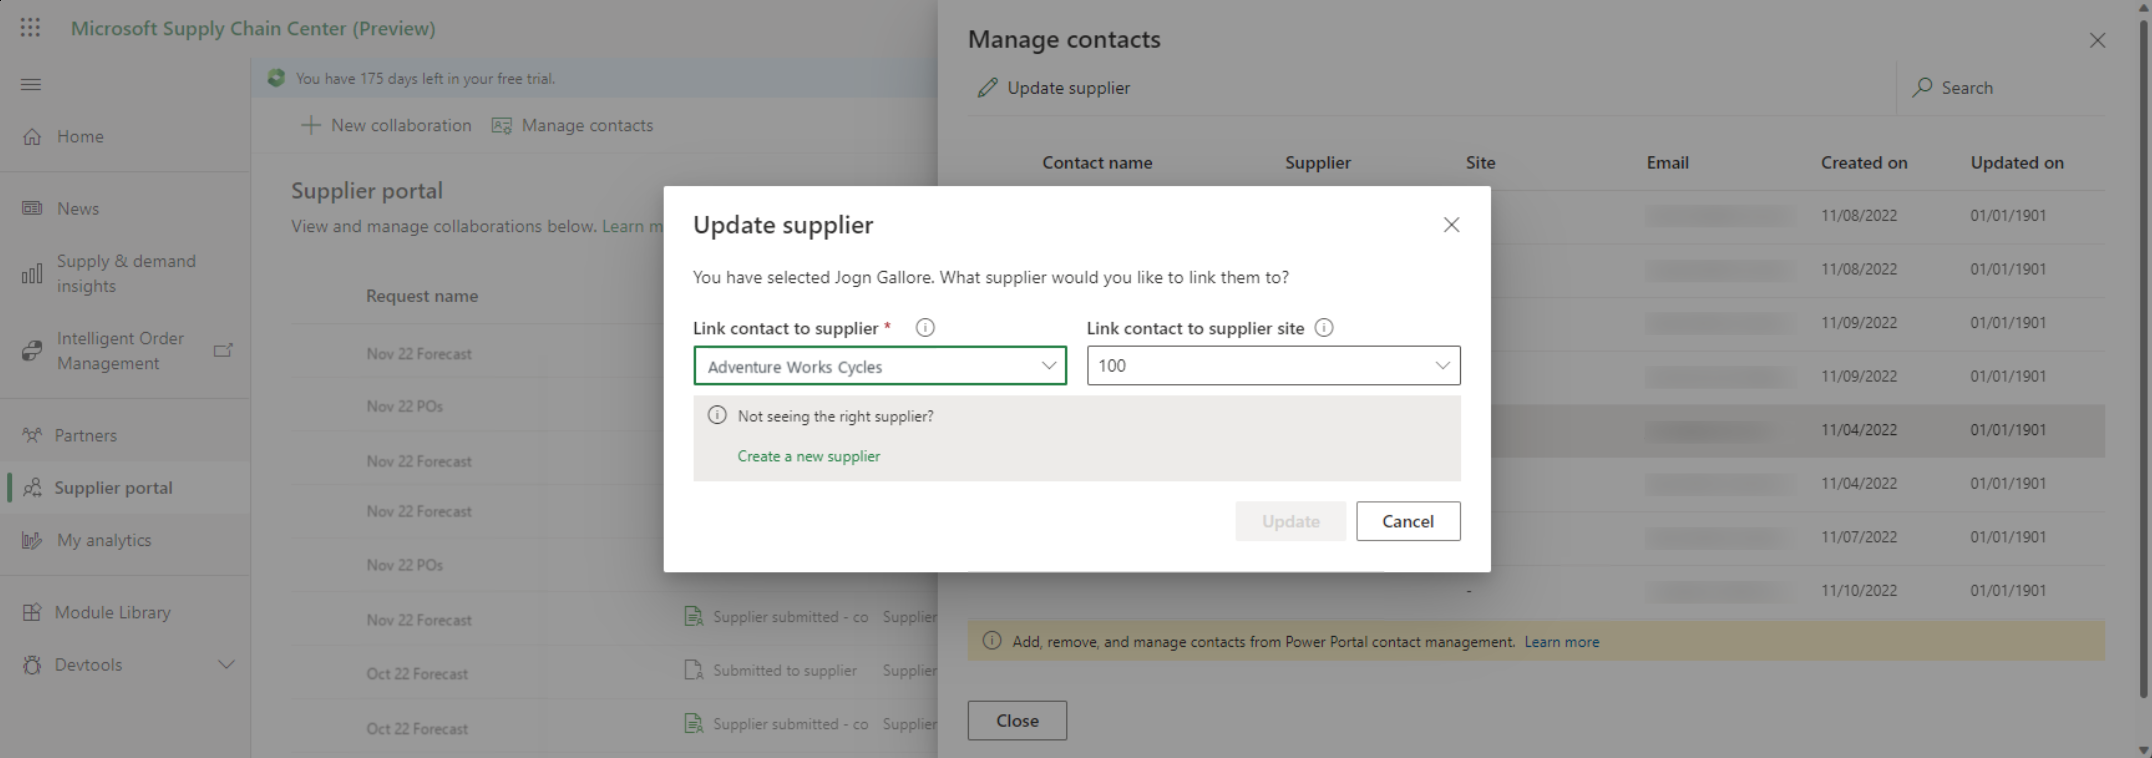 Microsoft Supply Chain Center (Preview)
You have 175 days left in your free trial.
New collaboration
Manage contacts
Home
News
Supply & demand
insights
Intelligent Order
Management
Partners
Supplier portal
My analytics
Module Library
Devtools
Supplier portal
View and manage collaborations below. Learn m
Request name
Nov 22 Forecast
Nov 22 POs
Nov 22 Forecast
Nov 22 Forecast
Nov 22 POs
Nov 22 Forecast Supplier submitted - co Supplier
Oct 22 Forecast Submitted to supplier Supplier
Oct 22 Forecast Supplier submitted - co Supplier
Manage contacts
Update supplier
Search
Contact name Supplier Site Email Created on Updated on
11/08/2022 01/01/1901
11/08/2022 01/01/1901
11/09/2022 01/01/1901
11/09/2022 01/01/1901
11/04/2022 01/01/1901
11/04/2022 01/01/1901
11/07/2022 01/01/1901
- 11/10/2022 01/01/1901
Add, remove, and manage contacts from Power Portal contact management. Learn more
Close
Update supplier
You have selected Jogn Gallore. What supplier would you like to link them to?
Link contact to supplier *
Link contact to supplier site
Adventure Works Cycles
100
Not seeing the right supplier?
Create a new supplier
Update
Cancel